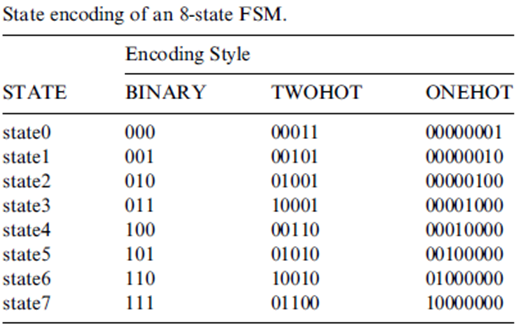 State encoding of an 8-state FSM.
Encoding Style
STATE BINARY TWOHOT ONEHOT
state0 000 00011 00000001
state1 001 00101 00000010
state2 010 01001 00000100
state3 011 10001 00001000
state4 100 00110 00010000
state5 101 01010 00100000
state6 110 10010 01000000
state7 111 01100 10000000